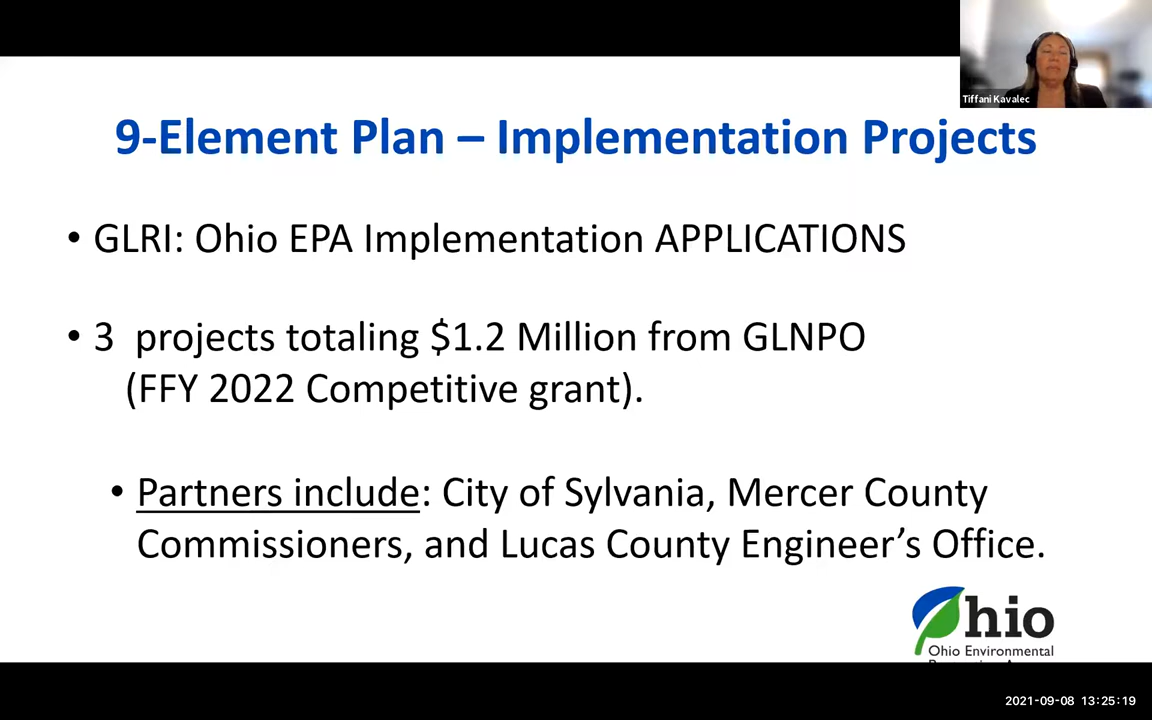 Tiffani Kavalec
9-Element Plan – Implementation Projects
• GLRI: Ohio EPA Implementation APPLICATIONS
• 3 projects totaling $1.2 Million from GLNPO
(FFY 2022 Competitive grant).
• Partners include: City of Sylvania, Mercer County
Commissioners, and Lucas County Engineer’s Office.
Ohio
Ohio Environmental
2021-09-08 13:25:19